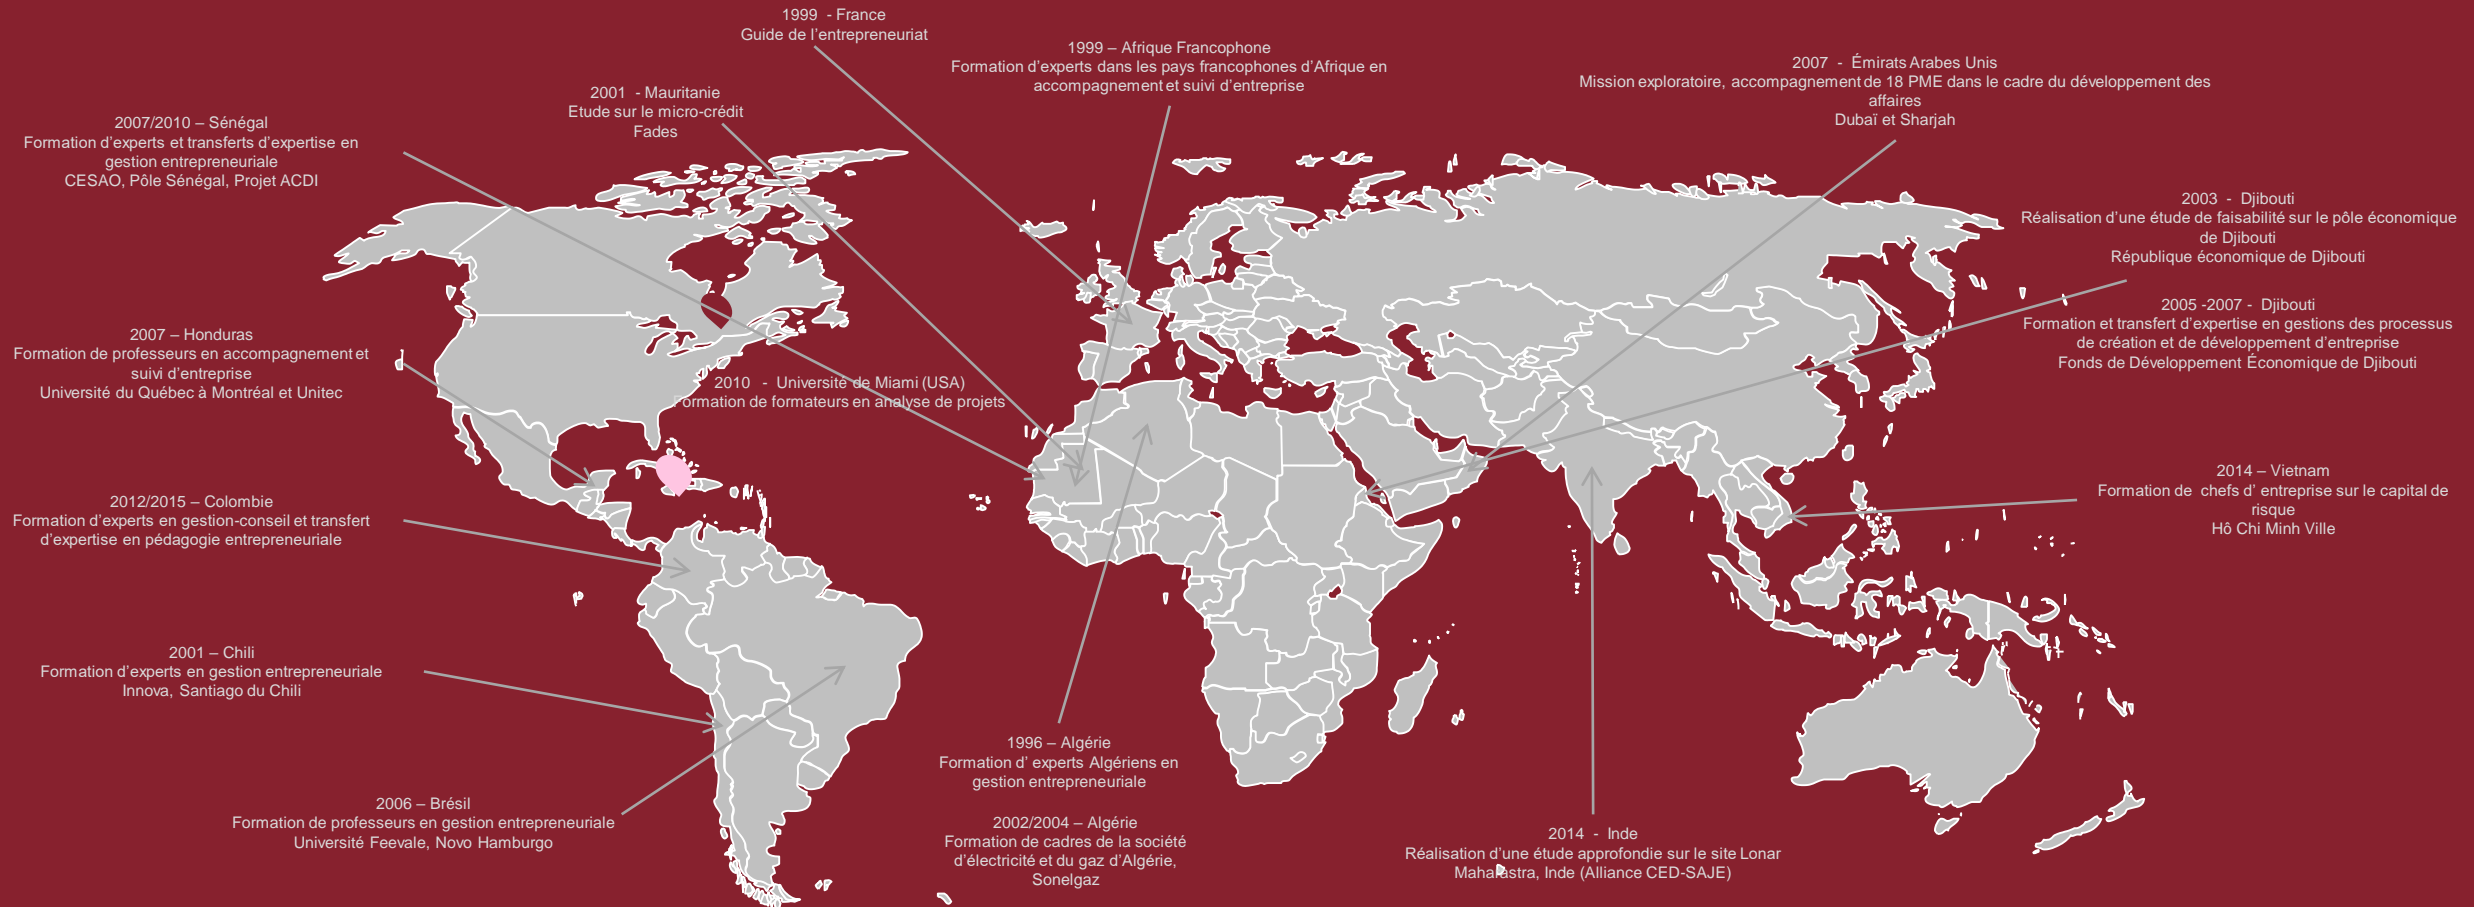 1999 - France
Guide de l’entrepreneuriat
1999 – Afrique Francophone
Formation d’experts dans les pays francophones d’Afrique en
accompagnement et suivi d’entreprise
2007 - Émirats Arabes Unis
Mission exploratoire, accompagnement de 18 PME dans le cadre du développement des
affaires
Dubaï et Sharjah
2001 - Mauritanie
Etude sur le micro-crédit
Fades
2007/2010 – Sénégal
Formation d’experts et transferts d’expertise en
gestion entrepreneuriale
CESAO, Pôle Sénégal, Projet ACDI
2003 - Djibouti
Réalisation d’une étude de faisabilité sur le pôle économique
de Djibouti
République économique de Djibouti
2005 -2007 - Djibouti
Formation et transfert d’expertise en gestions des processus
de création et de développement d’entreprise
Fonds de Développement Économique de Djibouti
2007 – Honduras
Formation de professeurs en accompagnement et
suivi d’entreprise
Université du Québec à Montréal et Unitec
2010 - Université de Miami (USA)
Formation de formateurs en analyse de projets
2014 – Vietnam
Formation de chefs d’ entreprise sur le capital de
risque
Hô Chi Minh Ville
2012/2015 – Colombie
Formation d’experts en gestion-conseil et transfert
d’expertise en pédagogie entrepreneuriale
2001 – Chili
Formation d’experts en gestion entrepreneuriale
Innova, Santiago du Chili
2006 – Brésil
Formation de professeurs en gestion entrepreneuriale
Université Feevale, Novo Hamburgo
1996 – Algérie
Formation d’ experts Algériens en
gestion entrepreneuriale
2002/2004 – Algérie
Formation de cadres de la société
d’électricité et du gaz d’Algérie,
Sonelgaz
2014 - Inde
Réalisation d’une étude approfondie sur le site Lonar
Maharastra, Inde (Alliance CED-SAJE)